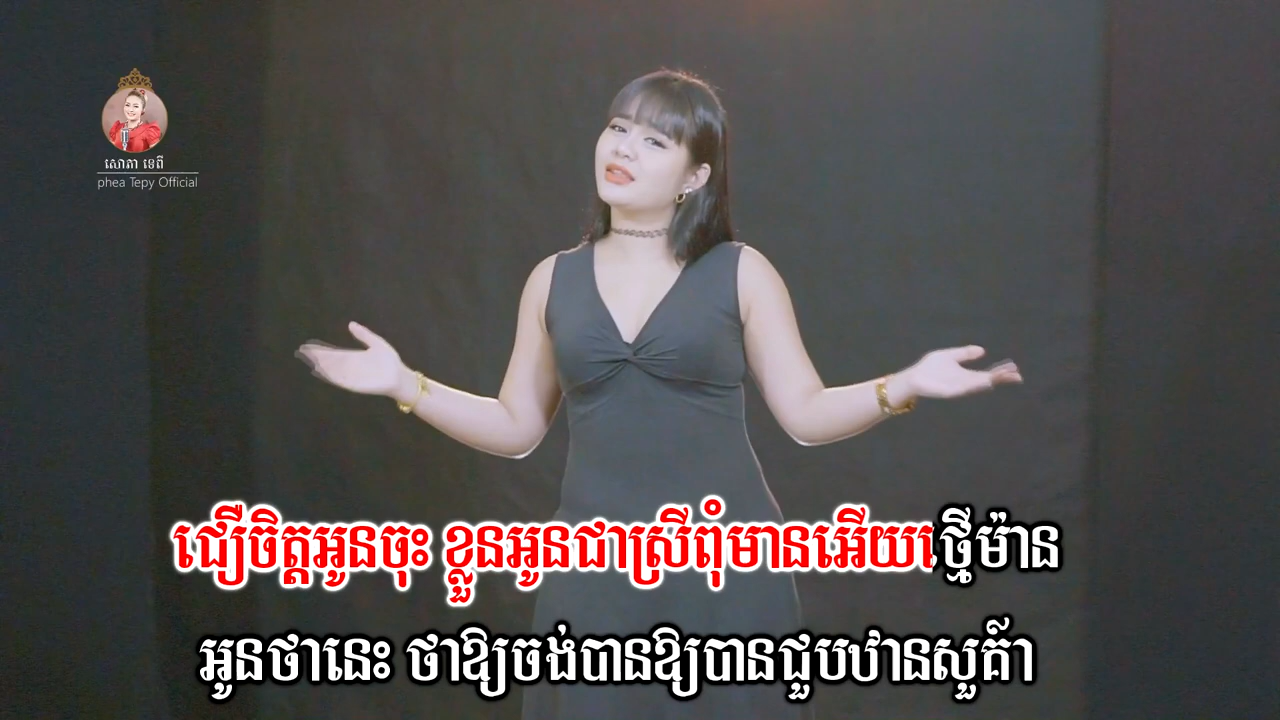 សោភា ទេពី
phea Tepy Official
ជឿចិត្តអូនចុះ ខ្លួនអូនជាស្រីពុំមានអើយថ្មើម៉ាន
អូនថានេះ ថាឱ្យចង់បានឱ្យបានជួបឋានសួគ៌ា